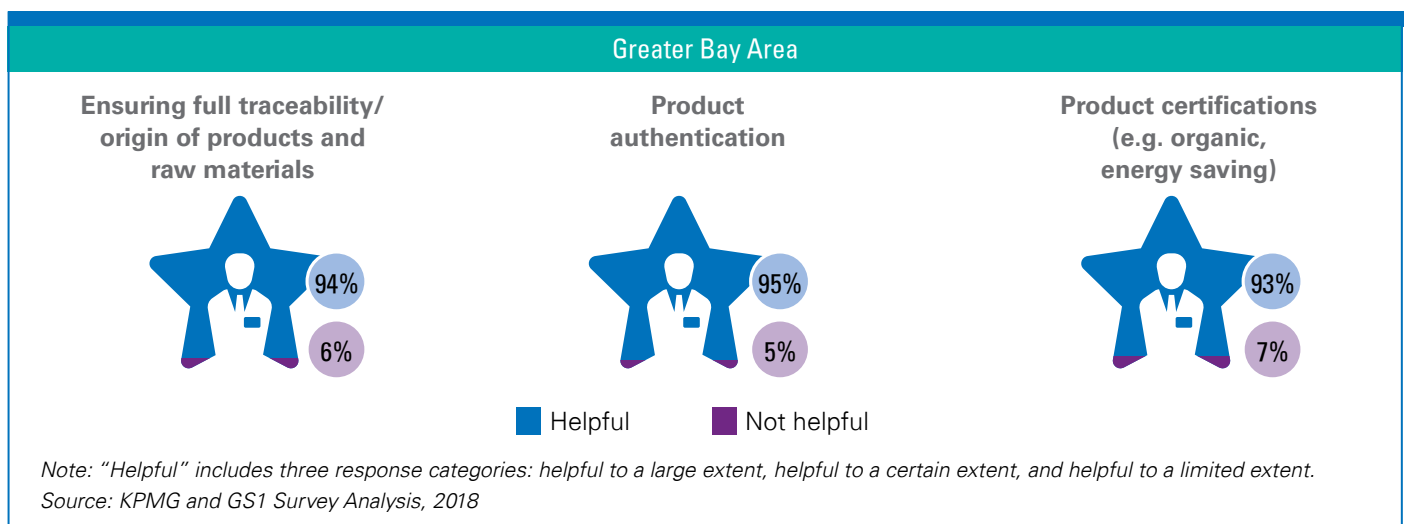 Greater Bay Area
Ensuring full traceability/
origin of products and
raw materials
94%
6%
Product
authentication
95%
5%
Product certifications
(e.g. organic,
energy saving)
93%
7%
Helpful
Not helpful
Note: “Helpful” includes three response categories: helpful to a large extent, helpful to a certain extent, and helpful to a limited extent.
Source: KPMG and GS1 Survey Analysis, 2018